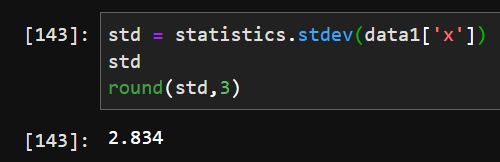 [143]: std = statistics.stdev(data1['x'])
std
round(std,3)
[143]: 2.834